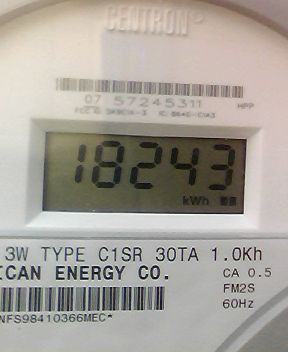 CENTRON
07 57245311 HPP
18243
kWh
3W TYPE C1SR 30TA 1.0Kh
ICAN ENERGY CO. CA 0.5
FM2S
60Hz
NFS98410366MEC*